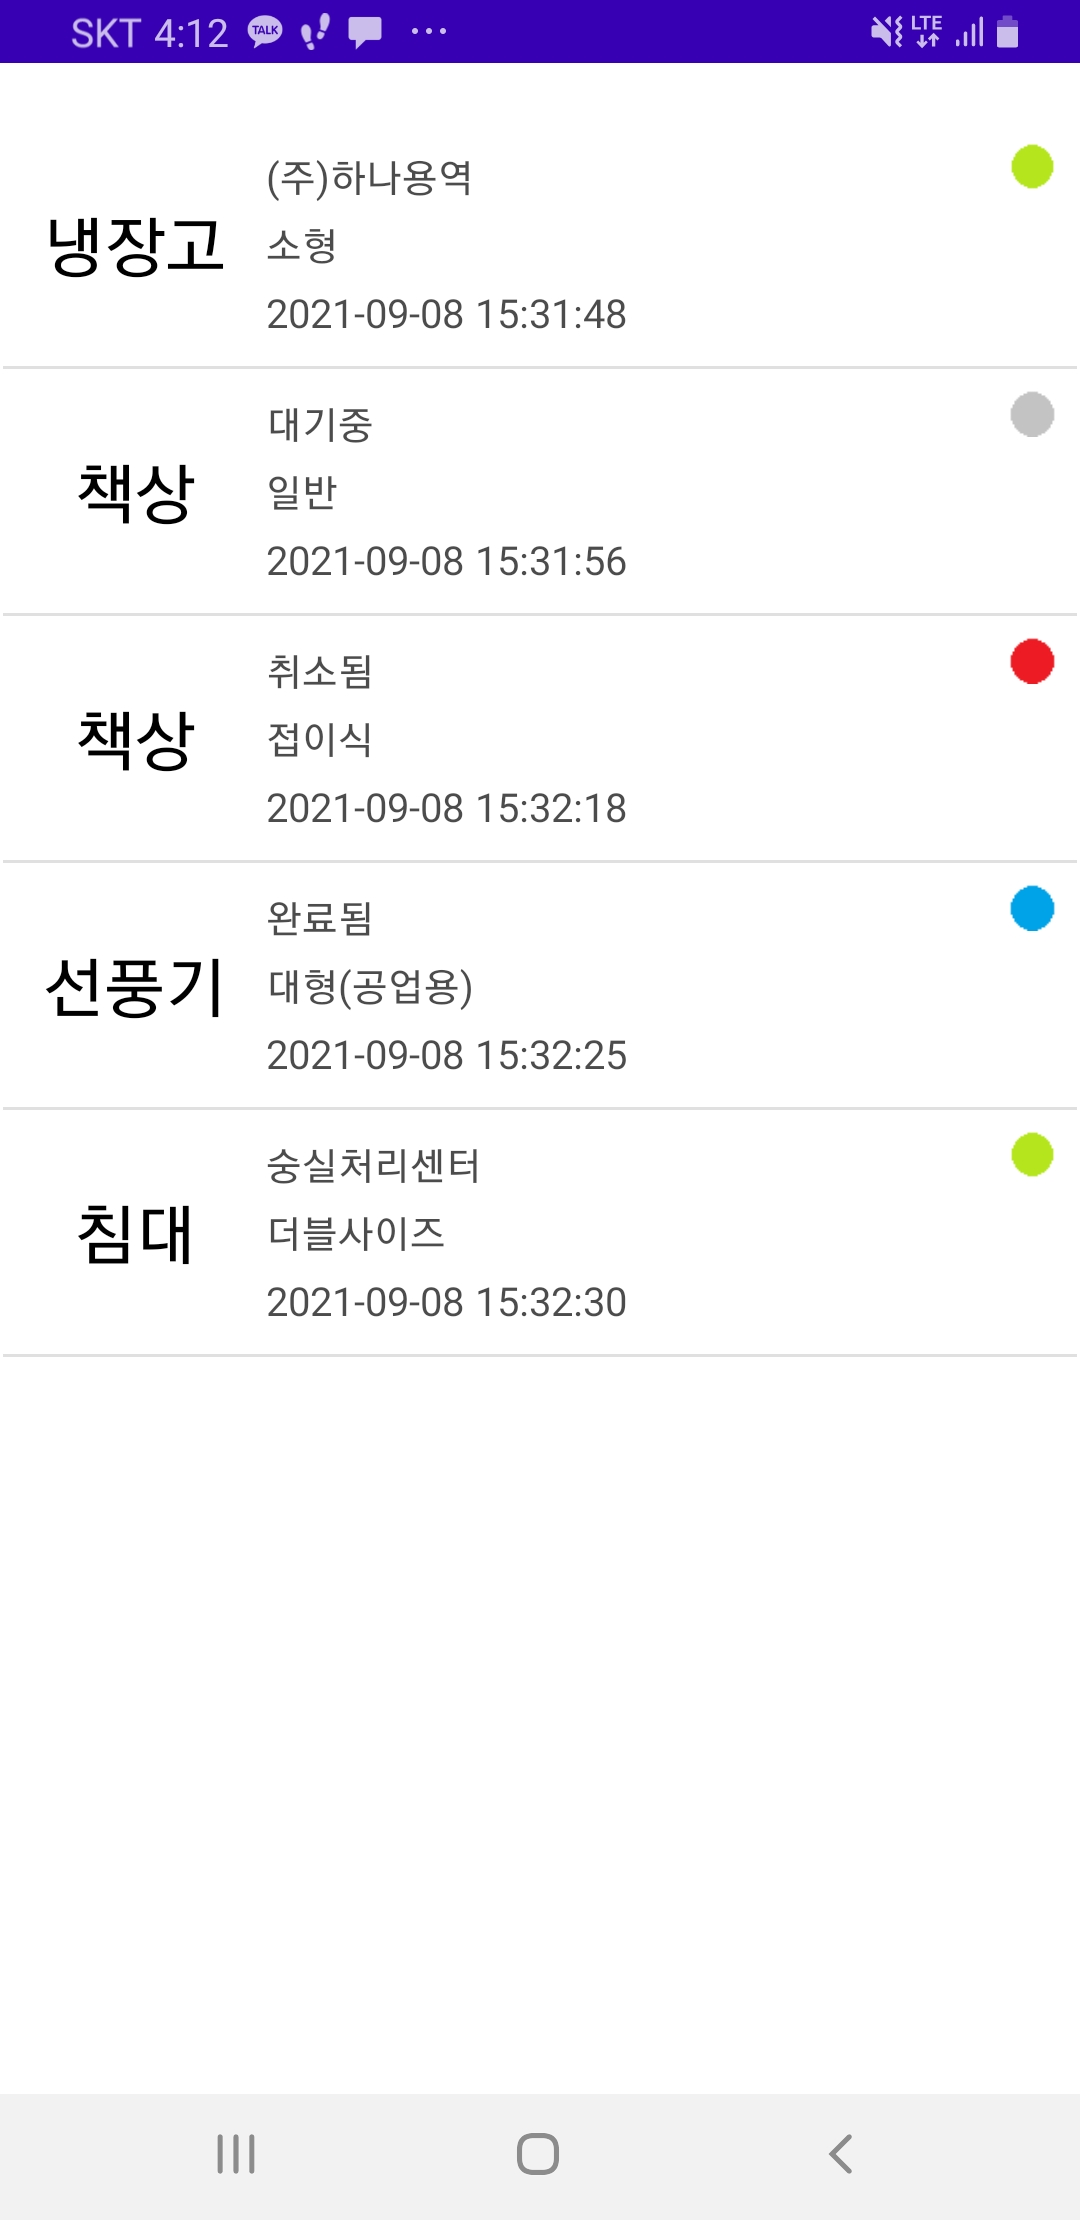 SKT 4:12 TALK LTE
(주)하나용역
냉장고 소형
2021-09-08 15:31:48
대기중
책상 일반
2021-09-08 15:31:56
취소됨
책상 접이식
2021-09-08 15:32:18
완료됨
선풍기 대형(공업용)
2021-09-08 15:32:25
숭실처리센터
침대 더블사이즈
2021-09-08 15:32:30